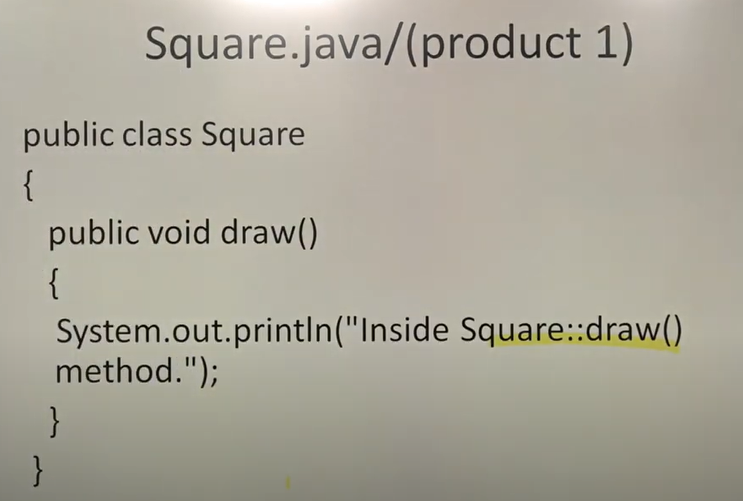 Square.java/(product 1)
public class Square
{
public void draw()
{
System.out.println("Inside Square::draw()
method.");
}
}